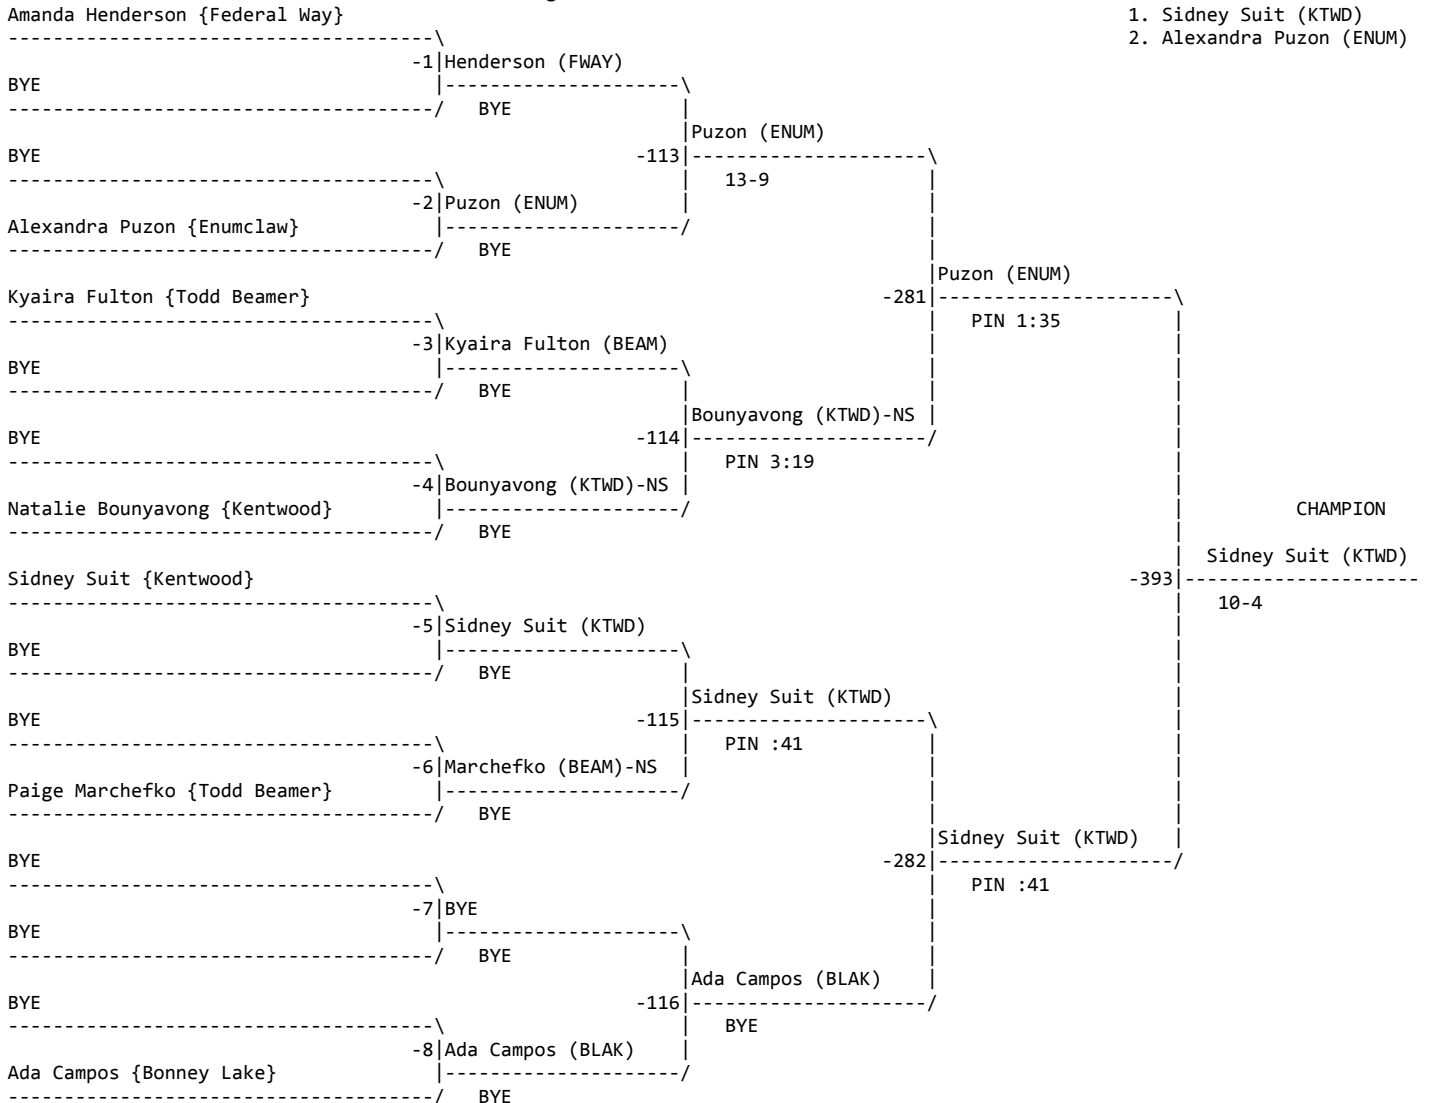 Amanda Henderson {Federal Way}                                                                      1. Sidney Suit (KTWD)
--------------------------------------\                                                             2. Alexandra Puzon (ENUM)
                                    -1|Henderson (FWAY)
BYE                                   |---------------------\
--------------------------------------/   BYE               |
                                                            |Puzon (ENUM)
BYE                                                     -113|---------------------\
--------------------------------------\                     |   13-9              |
                                    -2|Puzon (ENUM)         |                     |
Alexandra Puzon {Enumclaw}            |---------------------/                     |
--------------------------------------/   BYE                                     |
                                                                                  |Puzon (ENUM)
Kyaira Fulton {Todd Beamer}                                                   -281|---------------------\
--------------------------------------\                                           |   PIN 1:35          |
                                    -3|Kyaira Fulton (BEAM)                       |                     |
BYE                                   |---------------------\                     |                     |
--------------------------------------/   BYE               |                     |                     |
                                                            |Bounyavong (KTWD)-NS |                     |
BYE                                                     -114|---------------------/                     |
--------------------------------------\                     |   PIN 3:19                                |
                                    -4|Bounyavong (KTWD)-NS |                                           |
Natalie Bounyavong {Kentwood}         |---------------------/                                           |          CHAMPION
--------------------------------------/   BYE                                                           |
                                                                                                        |  Sidney Suit (KTWD)
Sidney Suit {Kentwood}                                                                              -393|---------------------
--------------------------------------\                                                                 |   10-4
                                    -5|Sidney Suit (KTWD)                                               |
BYE                                   |---------------------\                                           |
--------------------------------------/   BYE               |                                           |
                                                            |Sidney Suit (KTWD)                         |
BYE                                                     -115|---------------------\                     |
--------------------------------------\                     |   PIN :41           |                     |
                                    -6|Marchefko (BEAM)-NS  |                     |                     |
Paige Marchefko {Todd Beamer}         |---------------------/                     |                     |
--------------------------------------/   BYE                                     |                     |
                                                                                  |Sidney Suit (KTWD)   |
BYE                                                                           -282|---------------------/
--------------------------------------\                                           |   PIN :41
                                    -7|BYE                                        |
BYE                                   |---------------------\                     |
--------------------------------------/   BYE               |                     |
                                                            |Ada Campos (BLAK)    |
BYE                                                     -116|---------------------/
--------------------------------------\                     |   BYE
                                    -8|Ada Campos (BLAK)    |
Ada Campos {Bonney Lake}              |---------------------/
--------------------------------------/   BYE